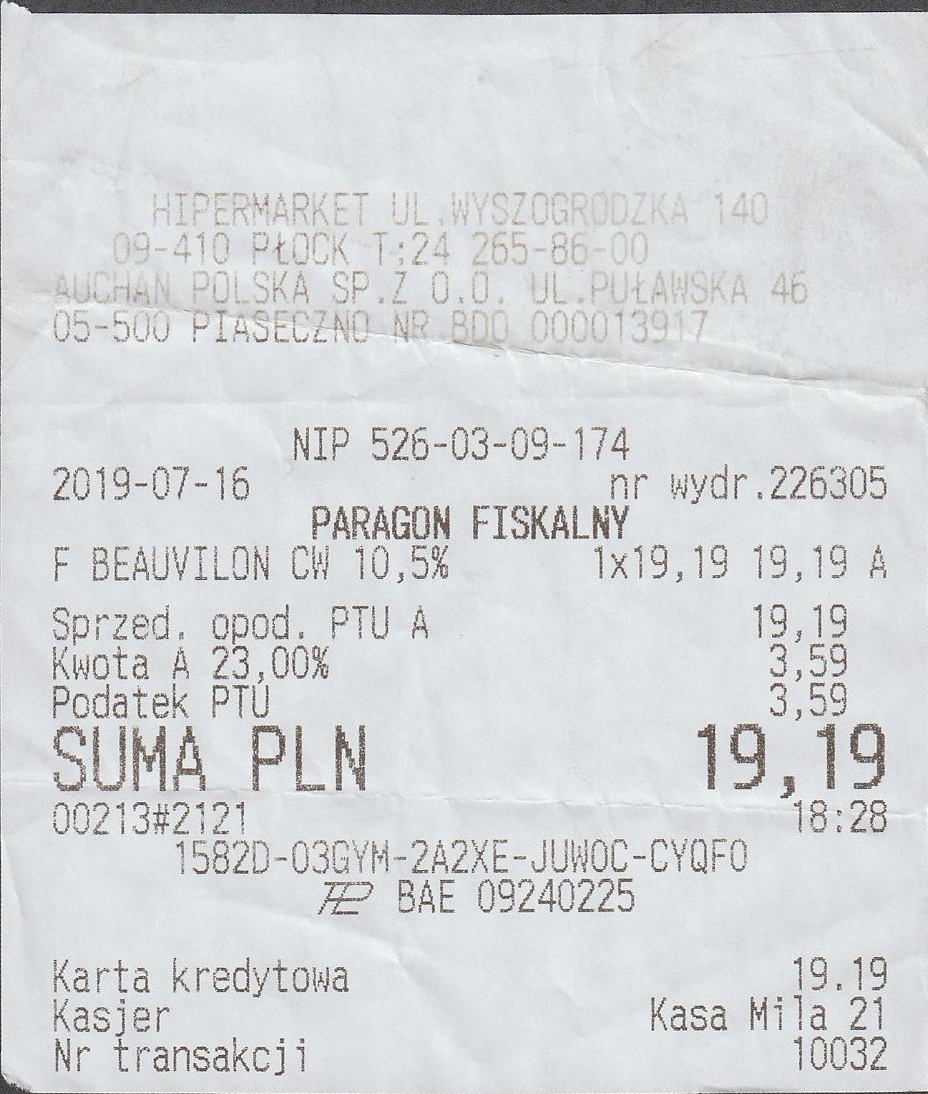 HIPERMARKET UL.WYSZOGRODZKA 140
09-410 PŁOCK T:24 265-86-00
AUCHAN POLSKA SP.Z O.O. UL.PUŁAWSKA 46
05-500 PIASECZNO NR BDO 000013917
NIP 526-03-09-174
2019-07-16 nr wydr.226305
PARAGON FISKALNY
F BEAUVILON CW 10,5% 1x19,19 19,19 A
Sprzed. opod. PTU A 19,19
Kwota A 23,00% 3,59
Podatek PTU 3,59
SUMA PLN 19,19
00213#2121 18:28
1582D-03GYM-2A2XE-JUWOC-CYQFO
BAE 09240225
Karta kredytowa 19.19
Kasjer Kasa Mila 21
Nr transakcji 10032